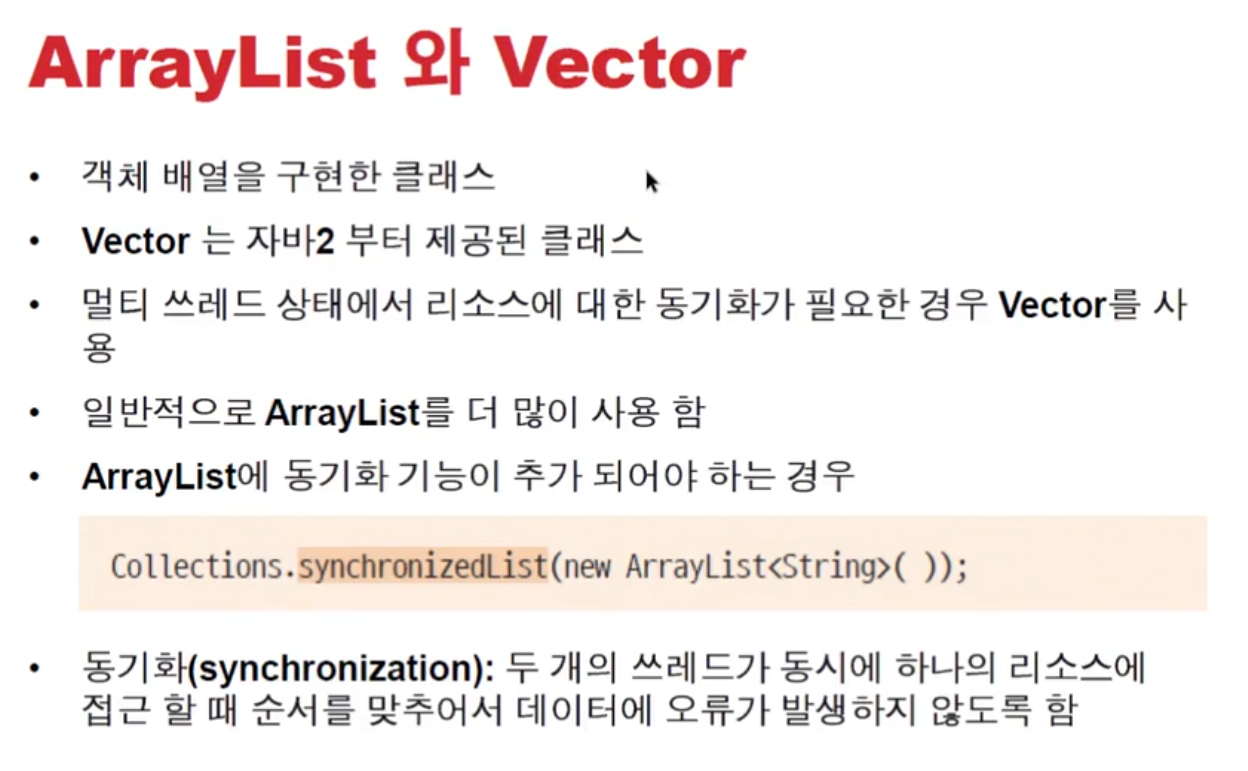 ArrayList 와 Vector
• 객체 배열을 구현한 클래스
• Vector 는 자바2 부터 제공된 클래스
• 멀티 쓰레드 상태에서 리소스에 대한 동기화가 필요한 경우 Vector를 사
용
• 일반적으로 ArrayList를 더 많이 사용 함
• ArrayList에 동기화 기능이 추가 되어야 하는 경우
Collections.synchronizedList(new ArrayList<String>( ));
• 동기화(synchronization): 두 개의 쓰레드가 동시에 하나의 리소스에
접근 할 때 순서를 맞추어서 데이터에 오류가 발생하지 않도록 함